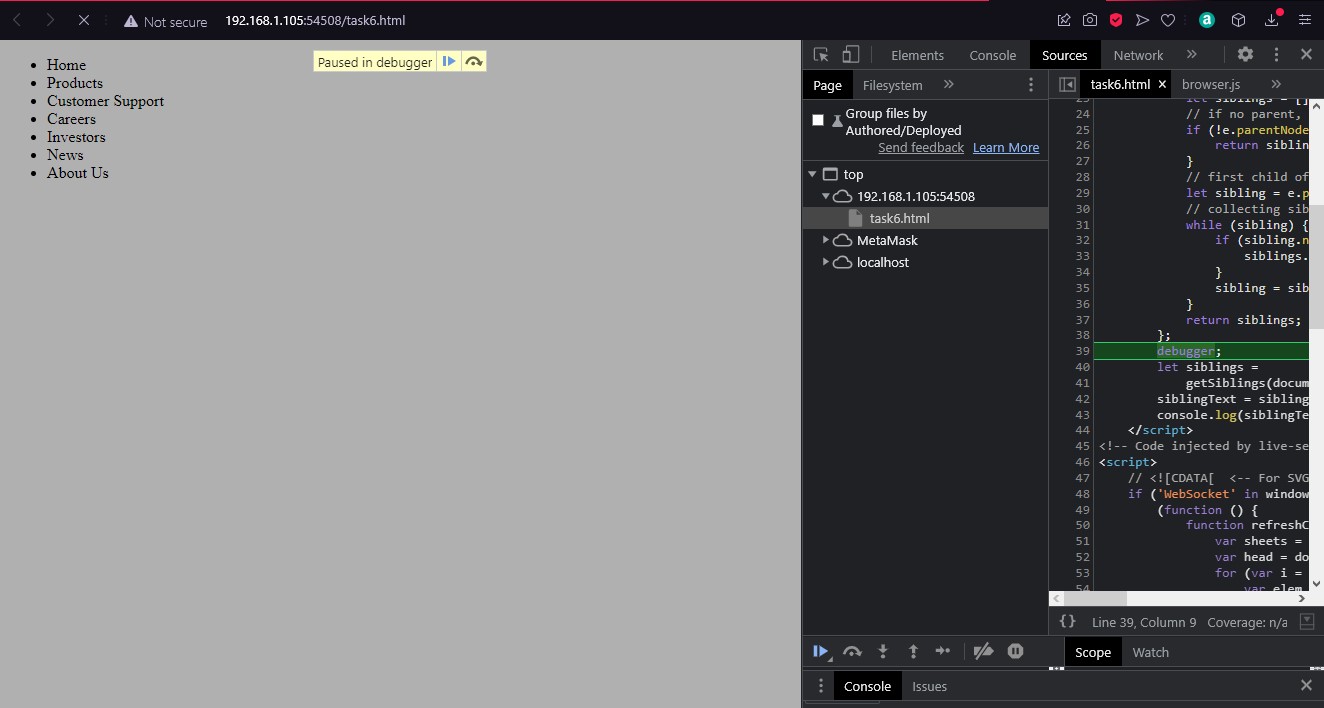 Not secure 192.168.1.105:54508/task6.html
Home
Products
Customer Support
Careers
Investors
News
About Us
Paused in debugger
Elements Console Sources Network
Page Filesystem
Group files by
Authored/Deployed
Send feedback Learn More
top
192.168.1.105:54508
task6.html
MetaMask
localhost
task6.html browser.js
23 let siblings = []
24 // if no parent,
25 if (!e.parentNode
26 return siblin
27 }
28 // first child of
29 let sibling = e.p
30 // collecting sib
31 while (sibling) {
32 if (sibling.n
33 siblings.
34 }
35 sibling = sib
36 }
37 return siblings;
38 };
39 debugger;
40 let siblings =
41 getSiblings(docum
42 siblingText = sibling
43 console.log(siblingTe
44 </script>
45 <!-- Code injected by live-se
46 <script>
47 // <![CDATA[ <-- For SVG
48 if ('WebSocket' in window
49 (function () {
50 function refreshC
51 var sheets =
52 var head = do
53 for (var i =
54 var elem
{} Line 39, Column 9 Coverage: n/a
Scope Watch
Console Issues